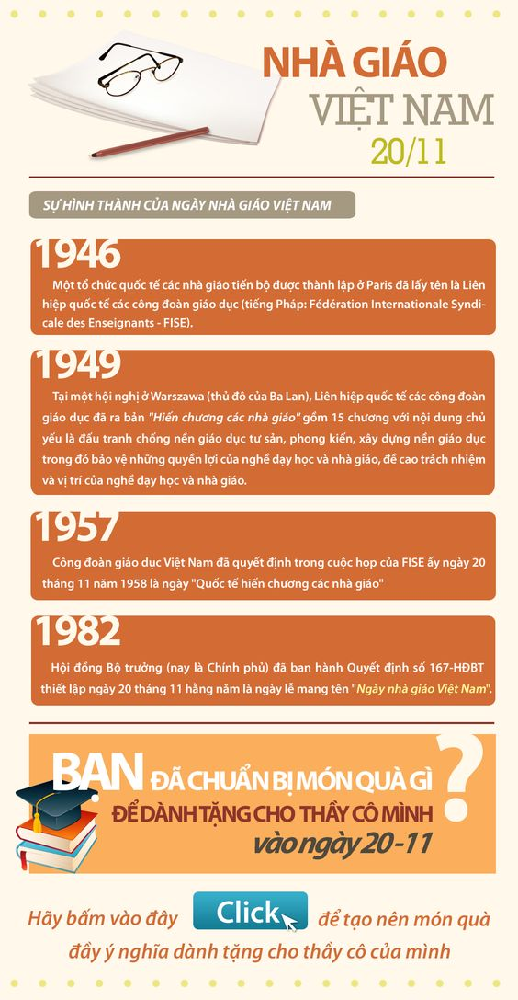 NHÀ GIÁO
VIỆT NAM
20/11
SỰ HÌNH THÀNH CỦA NGÀY NHÀ GIÁO VIỆT NAM
1946
Một tổ chức quốc tế các nhà giáo tiến bộ được thành lập ở Paris đã lấy tên là Liên
hiệp quốc tế các công đoàn giáo dục (tiếng Pháp: Fédération Internationale Syndi-
cale des Enseignants - FISE).
1949
Tại một hội nghị ở Warszawa (thủ đô của Ba Lan), Liên hiệp quốc tế các công đoàn
giáo dục đã ra bản "Hiến chương các nhà giáo" gồm 15 chương với nội dung chủ
yếu là đấu tranh chống nền giáo dục tư sản, phong kiến, xây dựng nền giáo dục
trong đó bảo vệ những quyền lợi của nghề dạy học và nhà giáo, đề cao trách nhiệm
và vị trí của nghề dạy học và nhà giáo.
1957
Công đoàn giáo dục Việt Nam đã quyết định trong cuộc họp của FISE ấy ngày 20
tháng 11 năm 1958 là ngày "Quốc tế hiến chương các nhà giáo"
1982
Hội đồng Bộ trưởng (nay là Chính phủ) đã ban hành Quyết định số 167-HĐBT
thiết lập ngày 20 tháng 11 hằng năm là ngày lễ mang tên "Ngày nhà giáo Việt Nam".
BẠN ĐÃ CHUẨN BỊ MÓN QUÀ GÌ ?
ĐỂ DÀNH TẶNG CHO THẦY CÔ MÌNH
vào ngày 20-11
Hãy bấm vào đây Click để tạo nên món quà
đầy ý nghĩa dành tặng cho thầy cô của mình